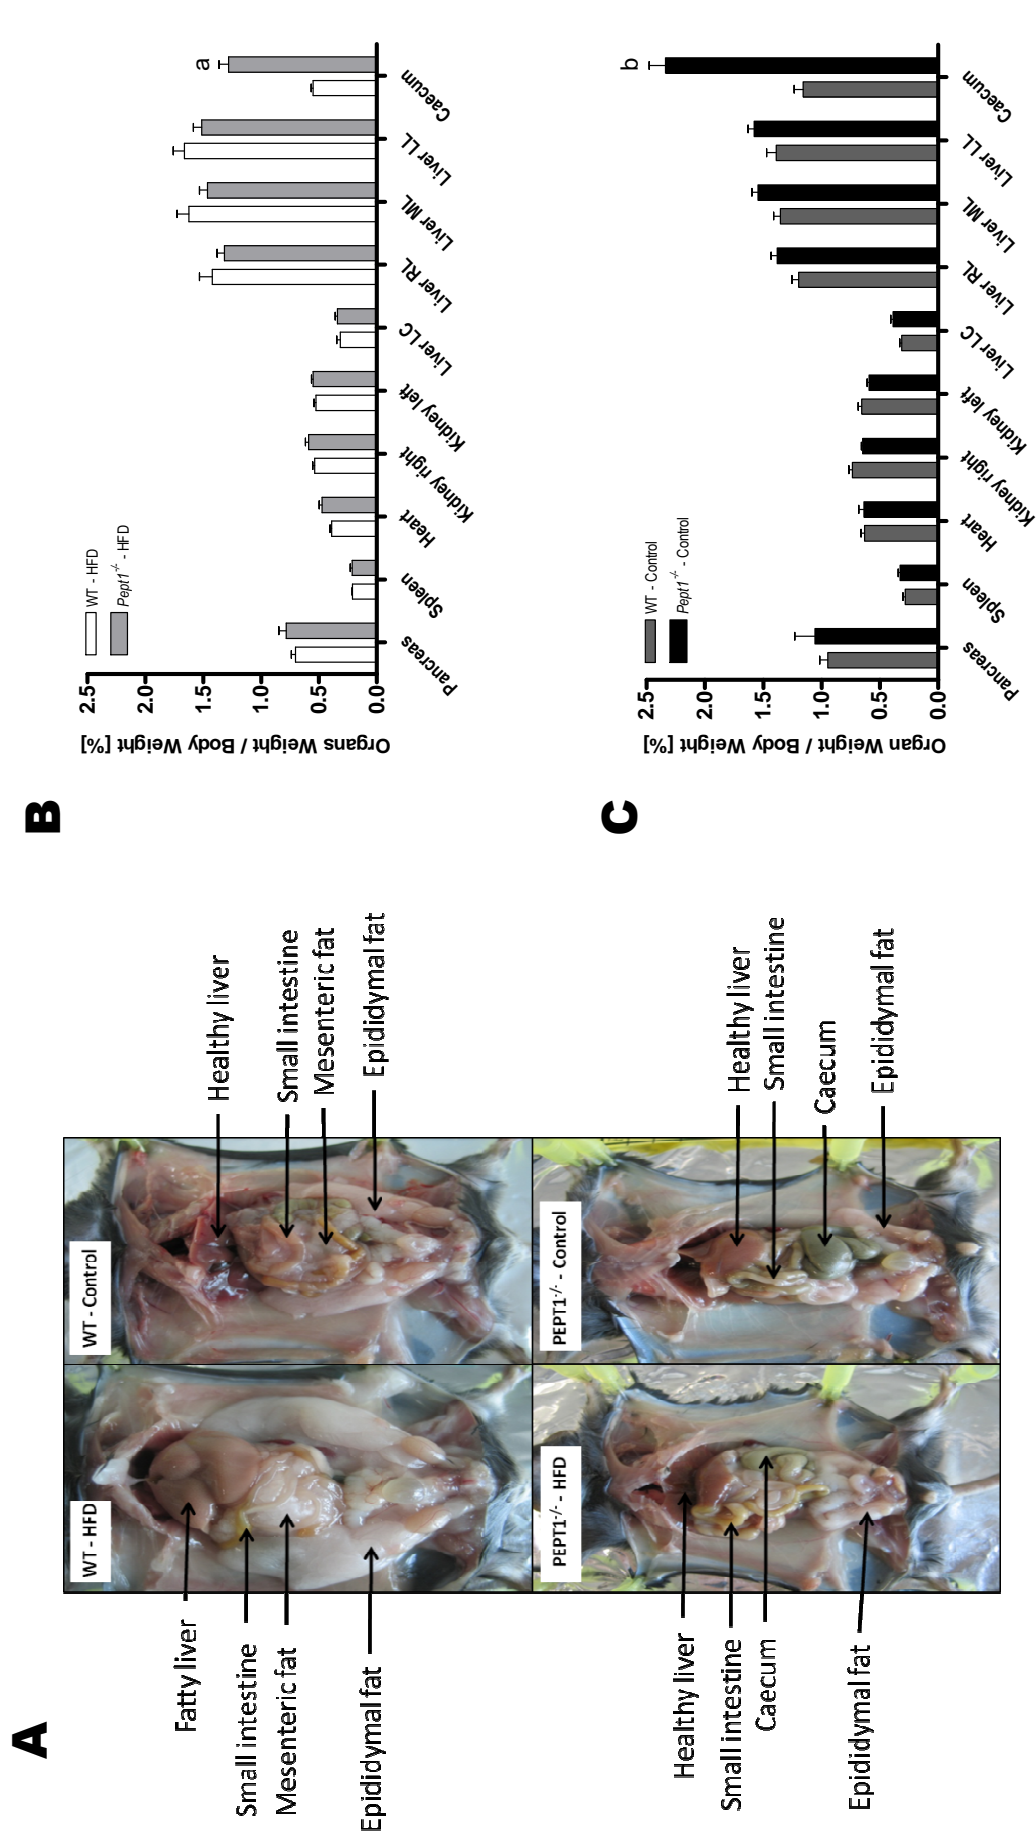 A
WT - HFD
WT - Control
Fatty liver
Small intestine
Mesenteric fat
Epididymal fat
Healthy liver
Small intestine
Mesenteric fat
Epididymal fat
PEPT1-/- - HFD
PEPT1-/- - Control
Healthy liver
Small intestine
Caecum
Epididymal fat
Healthy liver
Small intestine
Caecum
Epididymal fat
B
Organs Weight / Body Weight [%]
2.5
2.0
1.5
1.0
0.5
0.0
WT - HFD
Pept1-/- - HFD
a
Pancreas
Spleen
Heart
Kidney right
Kidney left
Liver LC
Liver RL
Liver ML
Liver LL
Caecum
C
Organ Weight / Body Weight [%]
2.5
2.0
1.5
1.0
0.5
0.0
WT - Control
Pept1-/- - Control
b
Pancreas
Spleen
Heart
Kidney right
Kidney left
Liver LC
Liver RL
Liver ML
Liver LL
Caecum